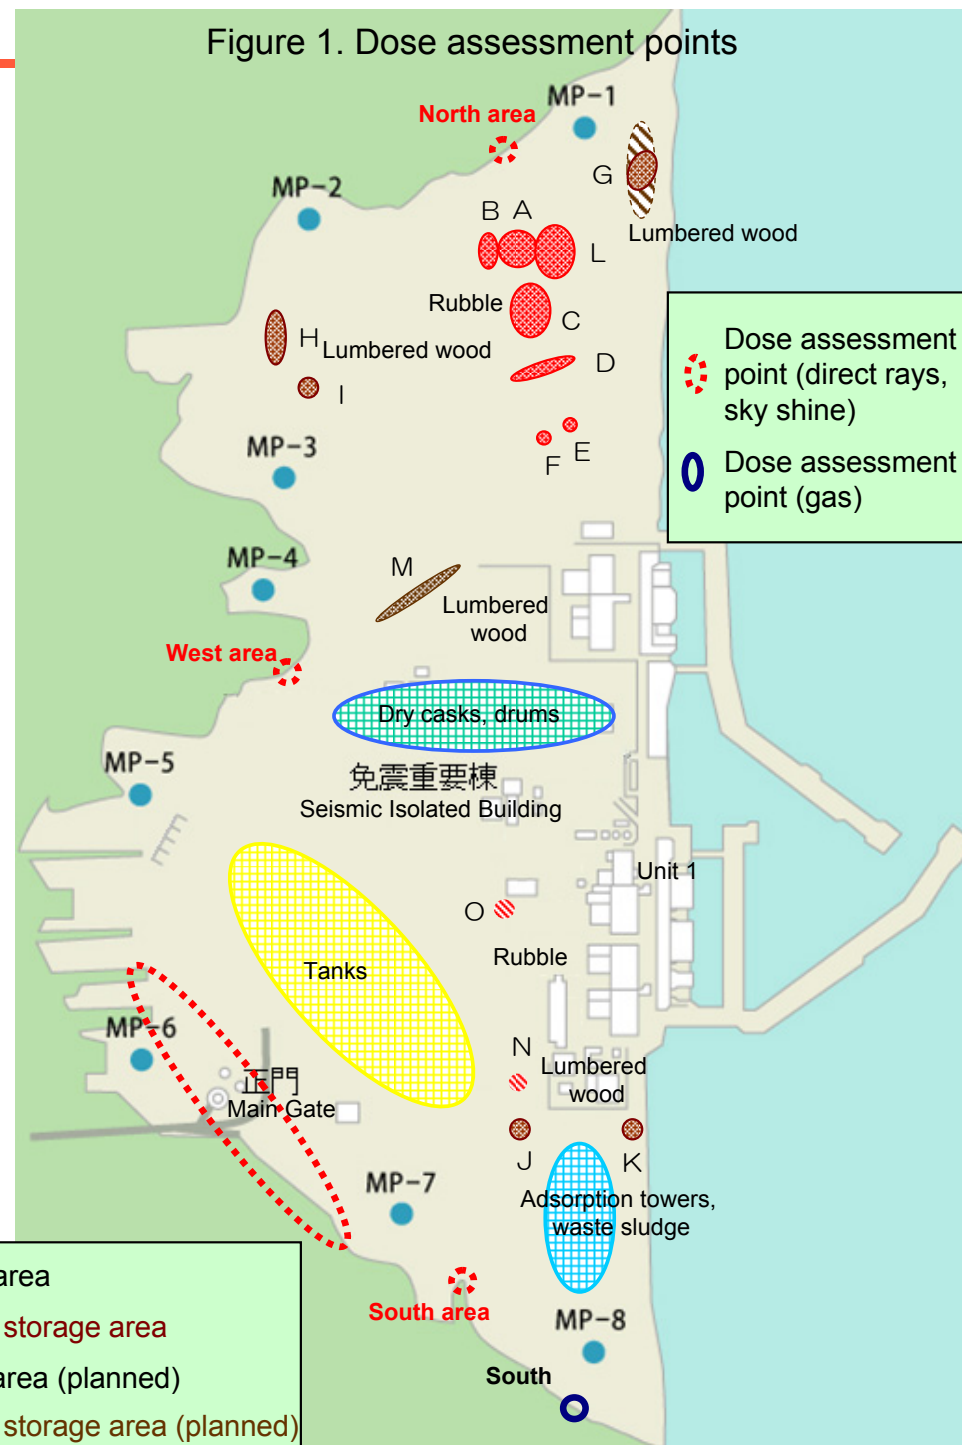 Figure 1. Dose assessment points
MP-1
North area
G
MP-2
B A
Lumbered wood
L
Rubble
C
Dose assessment
point (direct rays,
sky shine)
H Lumbered wood
D
I
E
F
MP-3
Dose assessment
point (gas)
MP-4
M
Lumbered
wood
West area
Dry casks, drums
MP-5
免震重要棟
Seismic Isolated Building
Unit 1
O
Rubble
Tanks
MP-6
N
Lumbered
wood
正門
Main Gate
J
K
MP-7
Adsorption towers,
waste sludge
area
South area
MP-8
storage area
South
area (planned)
storage area (planned)